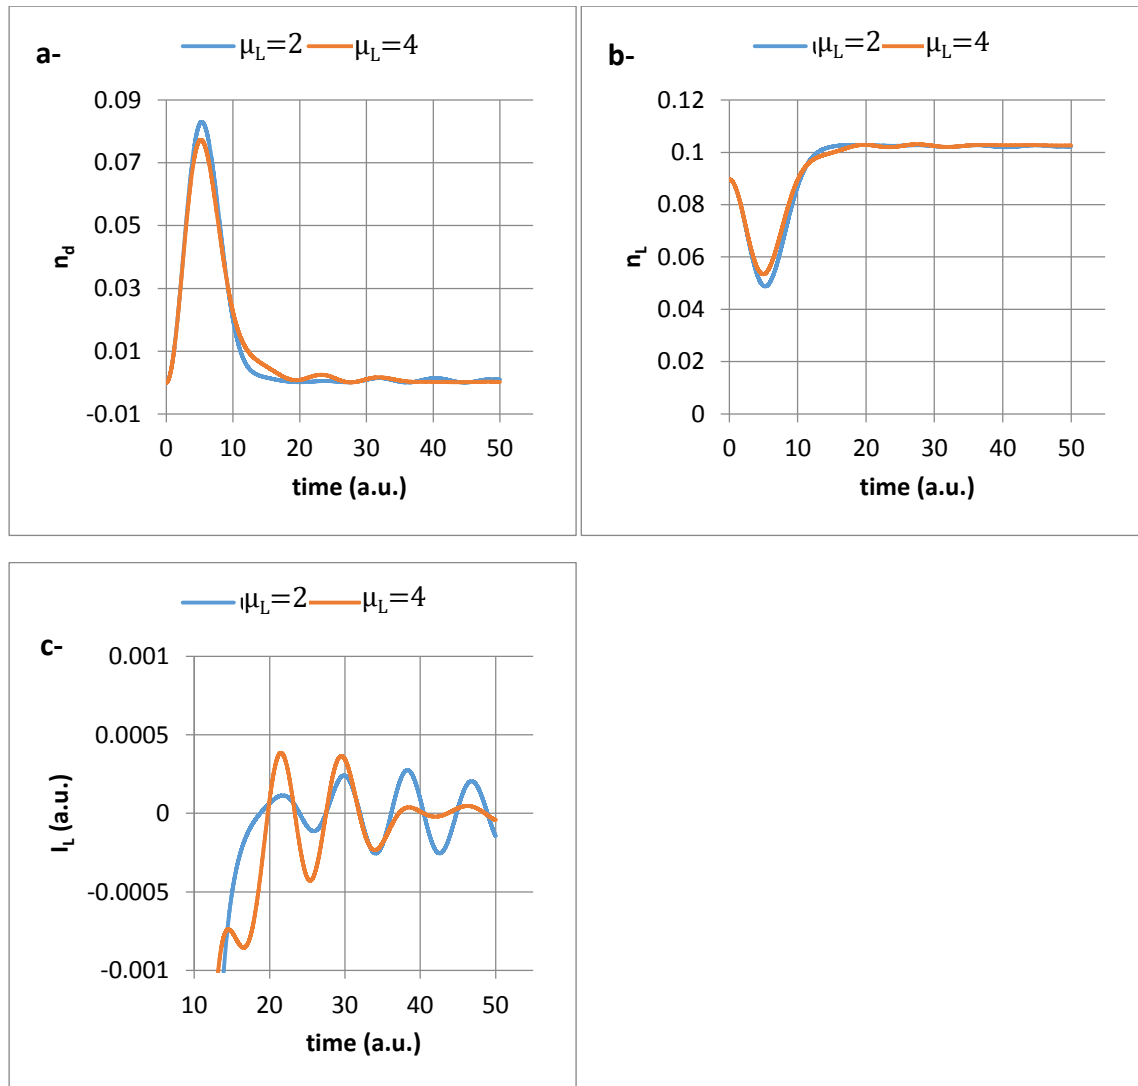 a-
μL=2 μL=4
0.09
0.07
0.05
0.03
0.01
-0.01
nd
0 10 20 30 40 50
time (a.u.)
b-
μL=2 μL=4
0.12
0.1
0.08
0.06
0.04
0.02
0
nL
0 10 20 30 40 50
time (a.u.)
c-
μL=2 μL=4
0.001
0.0005
0
-0.0005
-0.001
IL (a.u.)
10 20 30 40 50
time (a.u.)